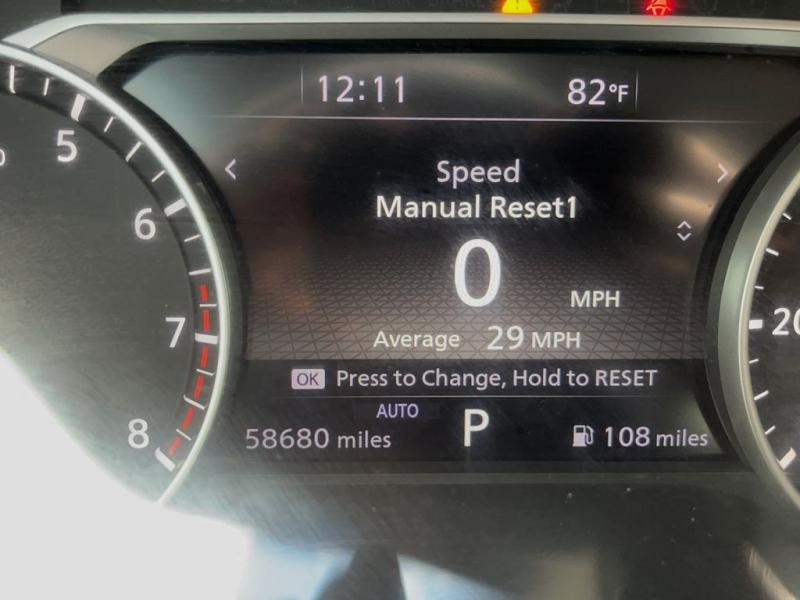 12:11 82°F
Speed
Manual Reset1
0 MPH
Average 29 MPH
OK Press to Change, Hold to RESET
AUTO
58680 miles P 108 miles
5
6
7
8
20